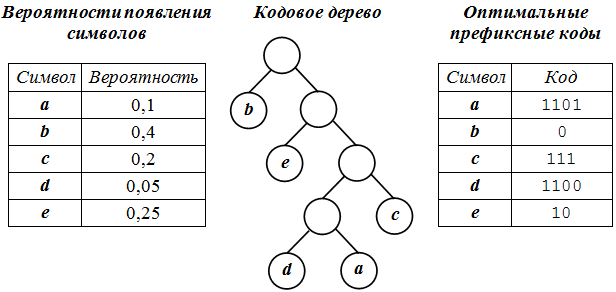 Вероятности появления
символов
Символ Вероятность
a 0,1
b 0,4
c 0,2
d 0,05
e 0,25
Кодовое дерево
b
e
c
d a
Оптимальные
префиксные коды
Символ Код
a 1101
b 0
c 111
d 1100
e 10